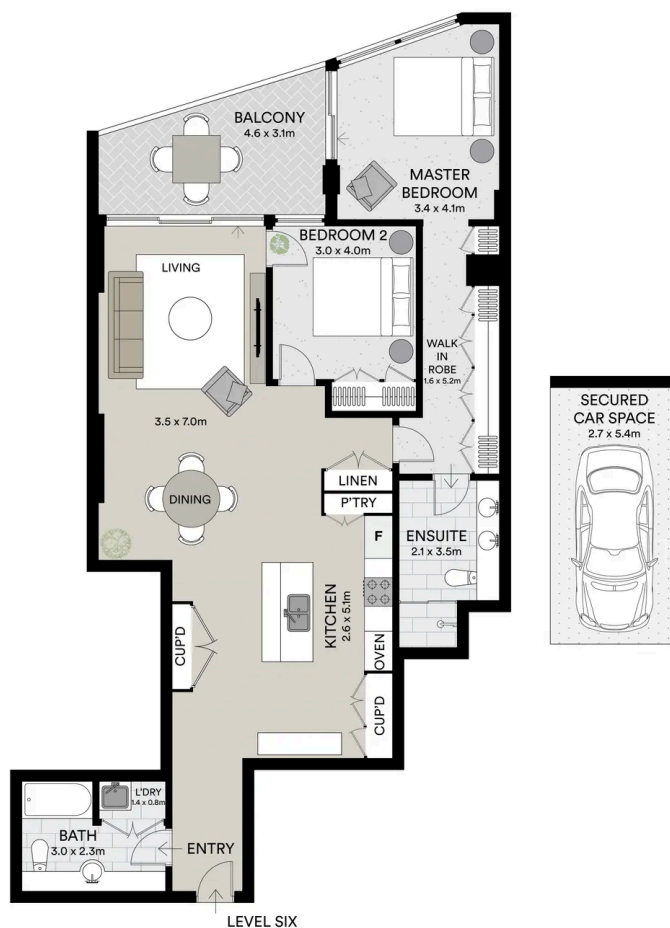 BALCONY
4.6 x 3.1m
MASTER
BEDROOM
3.4 x 4.1m
BEDROOM 2
3.0 x 4.0m
LIVING
WALK
IN
ROBE
1.6 x 5.2m
3.5 x 7.0m
SECURED
CAR SPACE
2.7 x 5.4m
LINEN
P'TRY
DINING
F
ENSUITE
2.1 x 3.5m
KITCHEN
2.6 x 5.1m
OVEN
CUP'D
CUP'D
L'DRY
1.4 x 0.8m
BATH
3.0 x 2.3m
ENTRY
LEVEL SIX